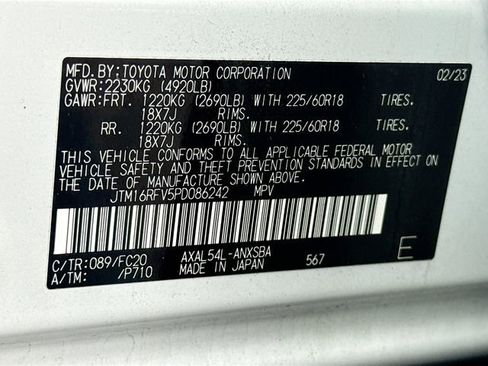 MFD.BY:TOYOTA MOTOR CORPORATION 02/23
GVWR:2230KG (4920LB)
GAWR:FRT. 1220KG (2690LB) WITH 225/60R18 TIRES.
18X7J RIMS.
RR. 1220KG (2690LB) WITH 225/60R18 TIRES.
18X7J RIMS.
THIS VEHICLE CONFORMS TO ALL APPLICABLE FEDERAL MOTOR
VEHICLE SAFETY AND THEFT PREVENTION STANDARDS IN EFFECT
ON THE DATE OF MANUFACTURE SHOWN ABOVE.
JTM16RFV5PD086242 MPV
C/TR:089/FC20 AXAL54L-ANXSBA E
A/TM: /P710 MADE IN JAPAN 567